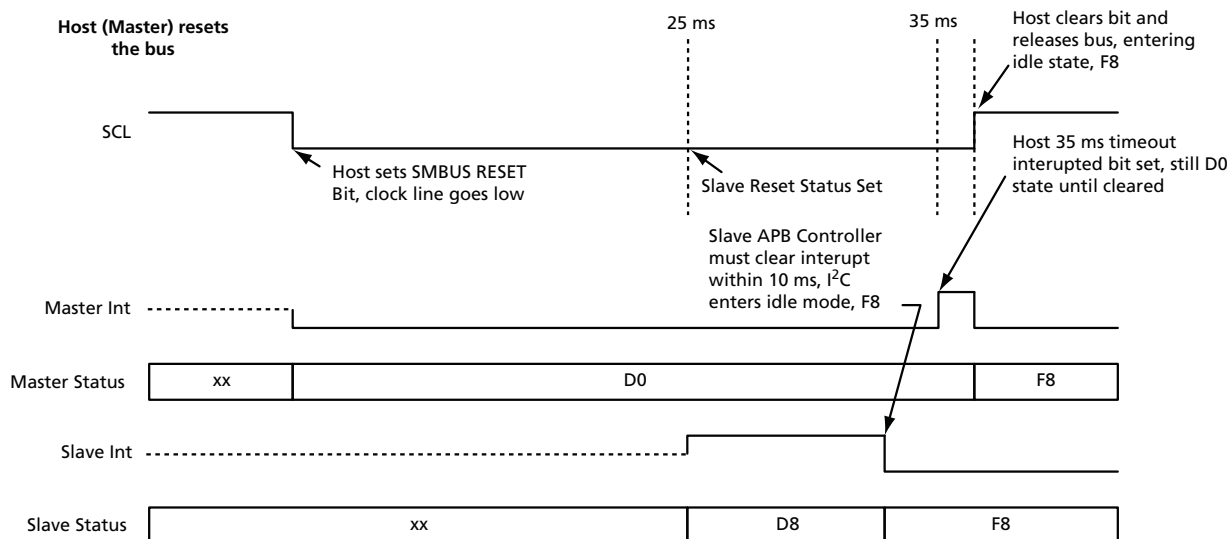 Host (Master) resets
the bus
25 ms
35 ms
Host clears bit and
releases bus, entering
idle state, F8
SCL
Host sets SMBUS RESET
Bit, clock line goes low
Slave Reset Status Set
Host 35 ms timeout
interrupted bit set, still D0
state until cleared
Slave APB Controller
must clear interupt
within 10 ms, I²C
enters idle mode, F8
Master Int
Master Status
xx
D0
F8
Slave Int
Slave Status
xx
D8
F8